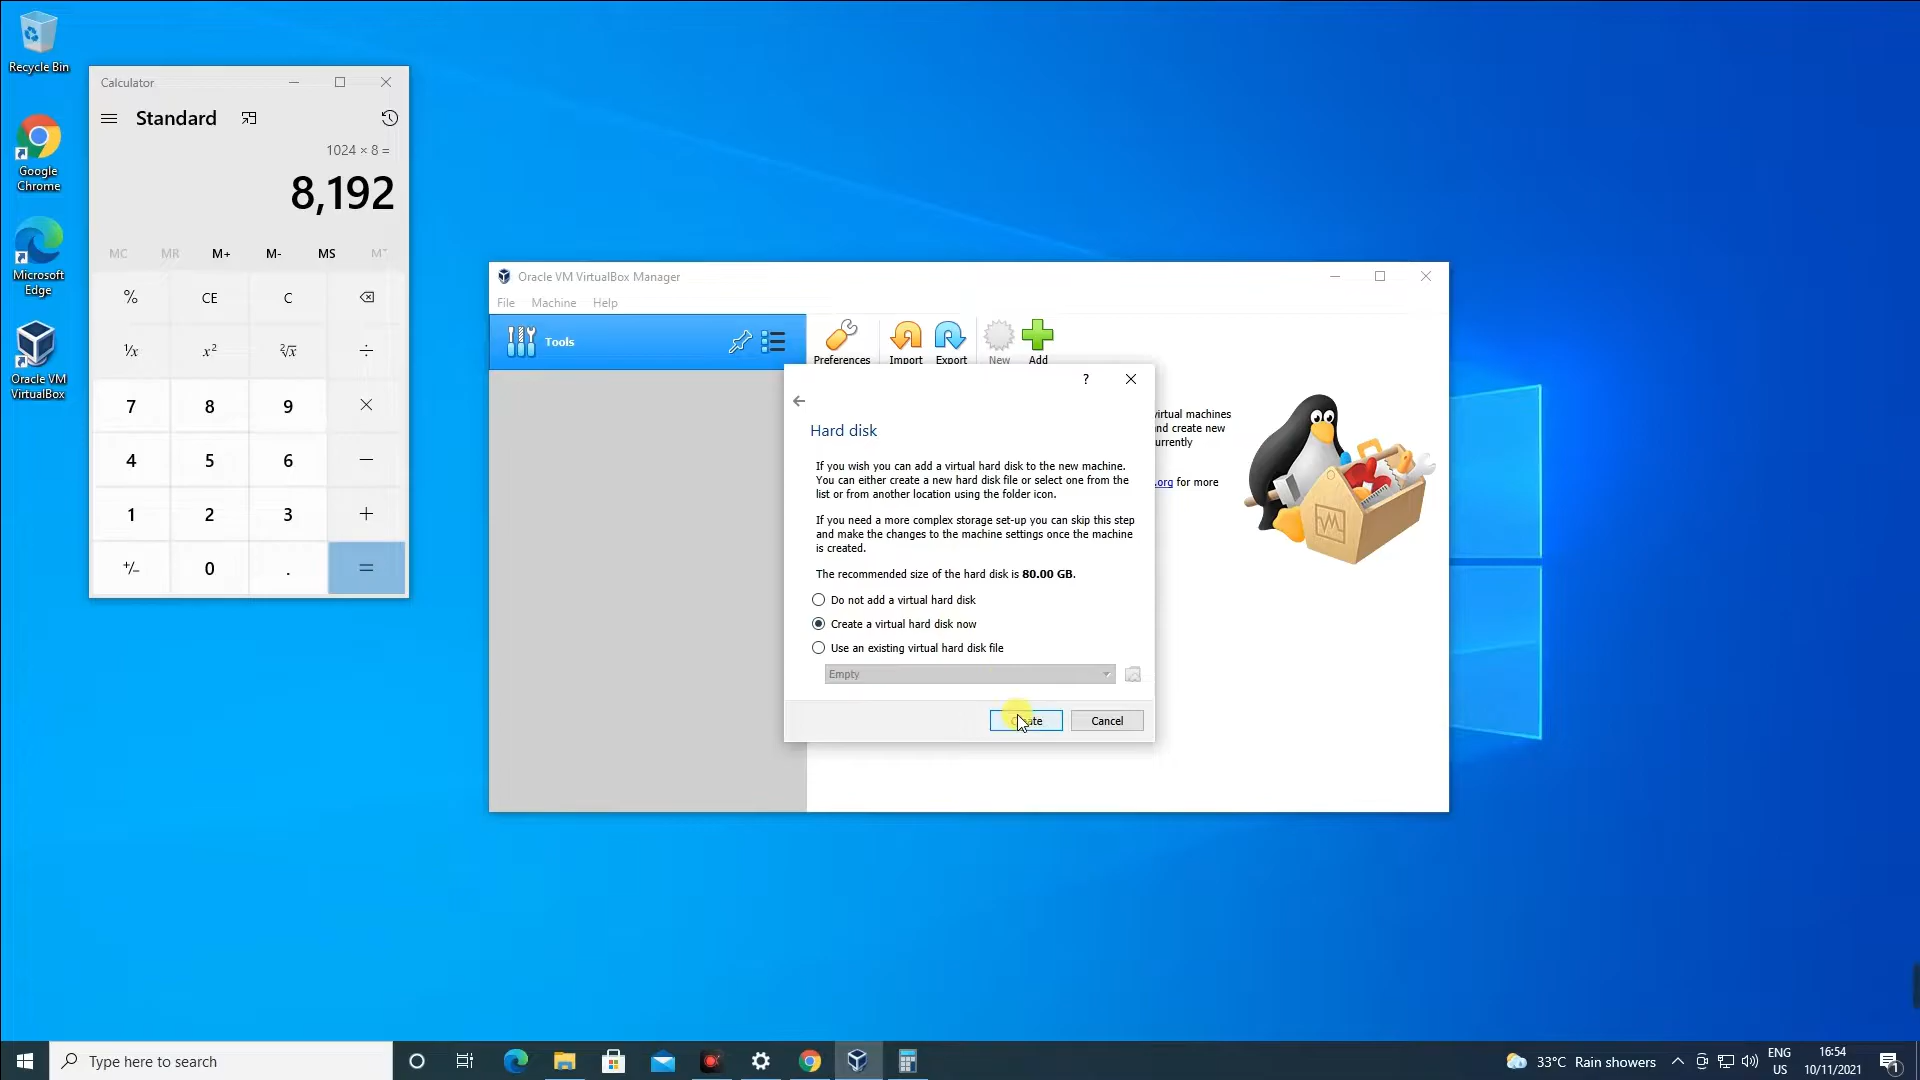 Recycle Bin
Google
Chrome
Microsoft
Edge
Oracle VM
VirtualBox
Calculator
Standard
1024 × 8 =
8,192
MC MR M+ M- MS
% CE C
¹/x x² ²√x ÷
7 8 9 ×
4 5 6 −
1 2 3 +
+/− 0 . =
Oracle VM VirtualBox Manager
File Machine Help
Tools
Preferences Import Export New Add
virtual machines
and create new
urrently
.org for more
?
Hard disk
If you wish you can add a virtual hard disk to the new machine.
You can either create a new hard disk file or select one from the
list or from another location using the folder icon.
If you need a more complex storage set-up you can skip this step
and make the changes to the machine settings once the machine
is created.
The recommended size of the hard disk is 80.00 GB.
Do not add a virtual hard disk
Create a virtual hard disk now
Use an existing virtual hard disk file
Empty
Create Cancel
Type here to search
33°C Rain showers
ENG
US
16:54
10/11/2021
1